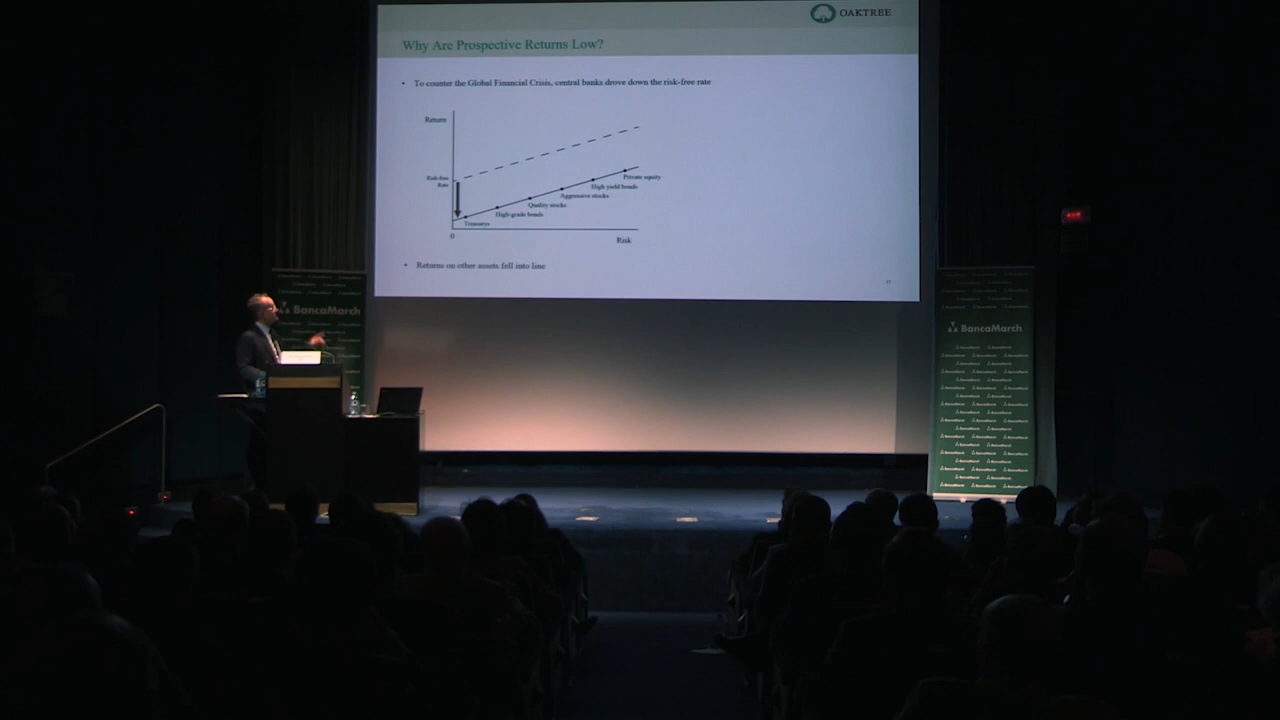 OAKTREE
Why Are Prospective Returns Low?
• To counter the Global Financial Crisis, central banks drove down the risk-free rate
Return
Risk-free
Rate
Private equity
High yield bonds
Aggressive stocks
Quality stocks
High-grade bonds
Treasurys
0
Risk
• Returns on other assets fell into line
BancaMarch
BancaMarch